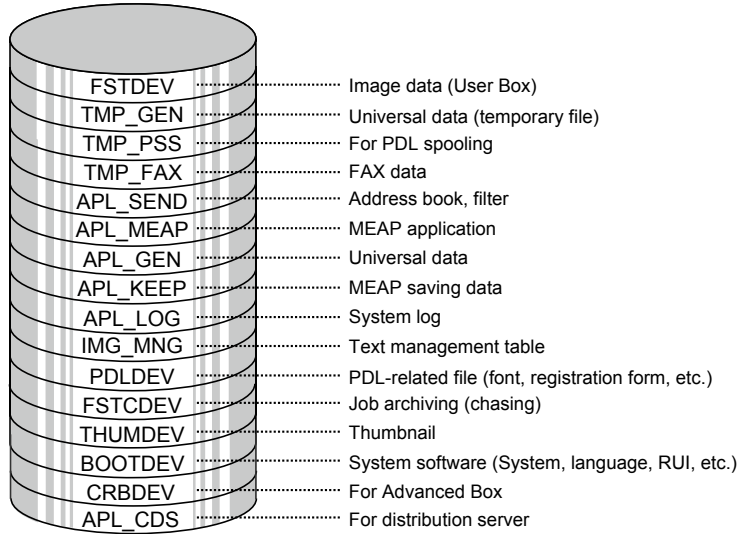 FSTDEV Image data (User Box)
TMP_GEN Universal data (temporary file)
TMP_PSS For PDL spooling
TMP_FAX FAX data
APL_SEND Address book, filter
APL_MEAP MEAP application
APL_GEN Universal data
APL_KEEP MEAP saving data
APL_LOG System log
IMG_MNG Text management table
PDLDEV PDL-related file (font, registration form, etc.)
FSTCDEV Job archiving (chasing)
THUMDEV Thumbnail
BOOTDEV System software (System, language, RUI, etc.)
CRBDEV For Advanced Box
APL_CDS For distribution server